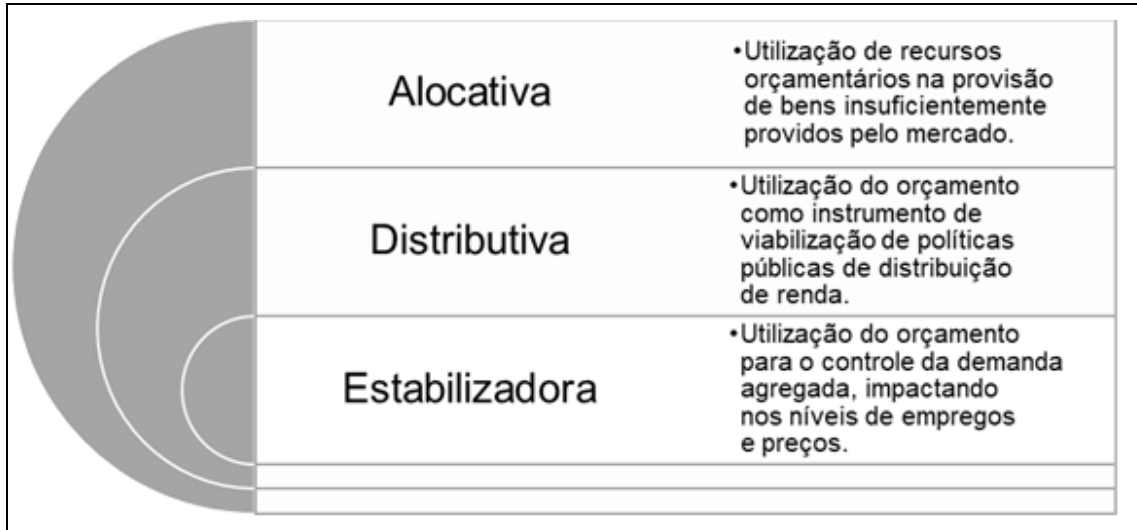 Alocativa
•Utilização de recursos
orçamentários na provisão
de bens insuficientemente
providos pelo mercado.
Distributiva
•Utilização do orçamento
como instrumento de
viabilização de políticas
públicas de distribuição
de renda.
Estabilizadora
•Utilização do orçamento
para o controle da demanda
agregada, impactando
nos níveis de empregos
e preços.